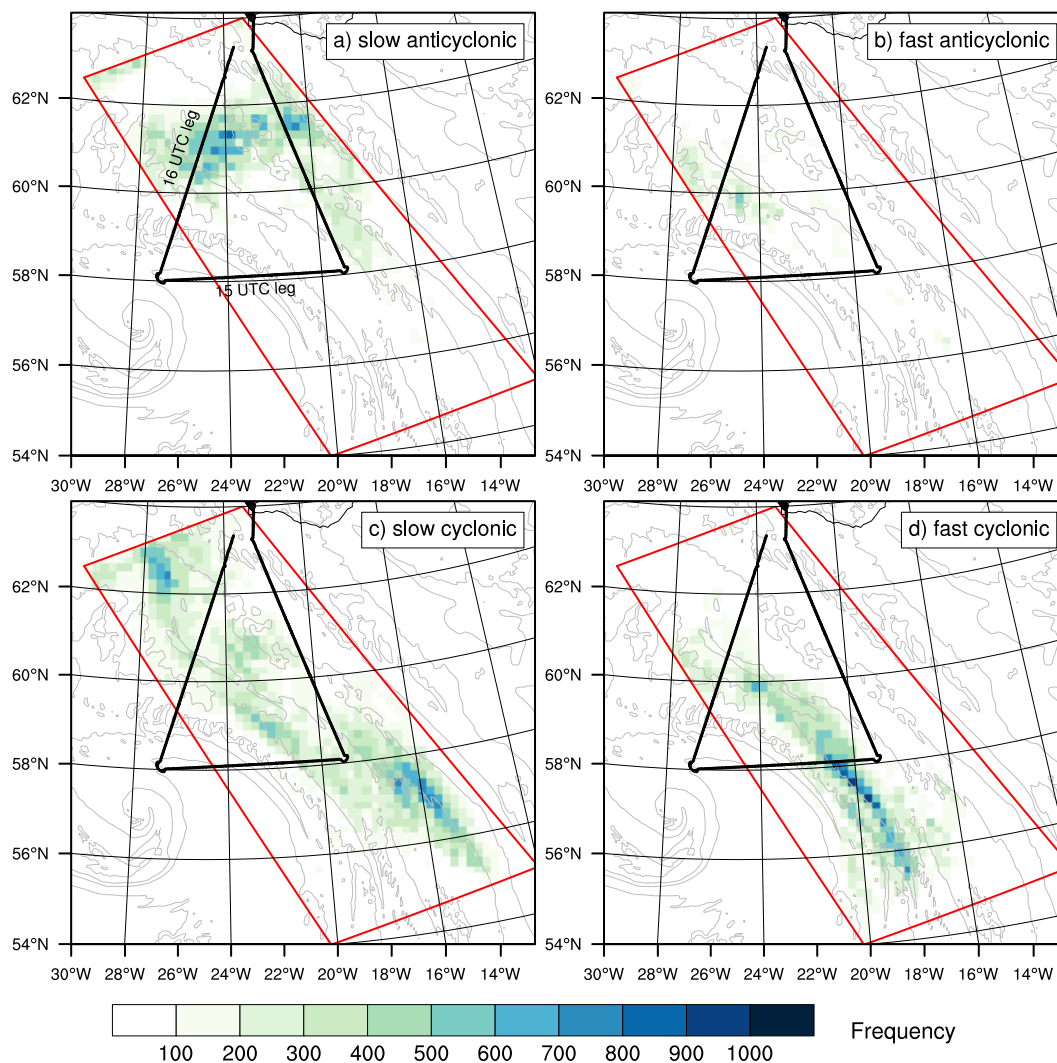 a) slow anticyclonic
b) fast anticyclonic
62°N
60°N
58°N
56°N
54°N
16 UTC leg
15 UTC leg
62°N
60°N
58°N
56°N
54°N
30°W 28°W 26°W 24°W 22°W 20°W 18°W 16°W 14°W
30°W 28°W 26°W 24°W 22°W 20°W 18°W 16°W 14°W
c) slow cyclonic
d) fast cyclonic
62°N
60°N
58°N
56°N
54°N
62°N
60°N
58°N
56°N
54°N
30°W 28°W 26°W 24°W 22°W 20°W 18°W 16°W 14°W
30°W 28°W 26°W 24°W 22°W 20°W 18°W 16°W 14°W
100 200 300 400 500 600 700 800 900 1000
Frequency